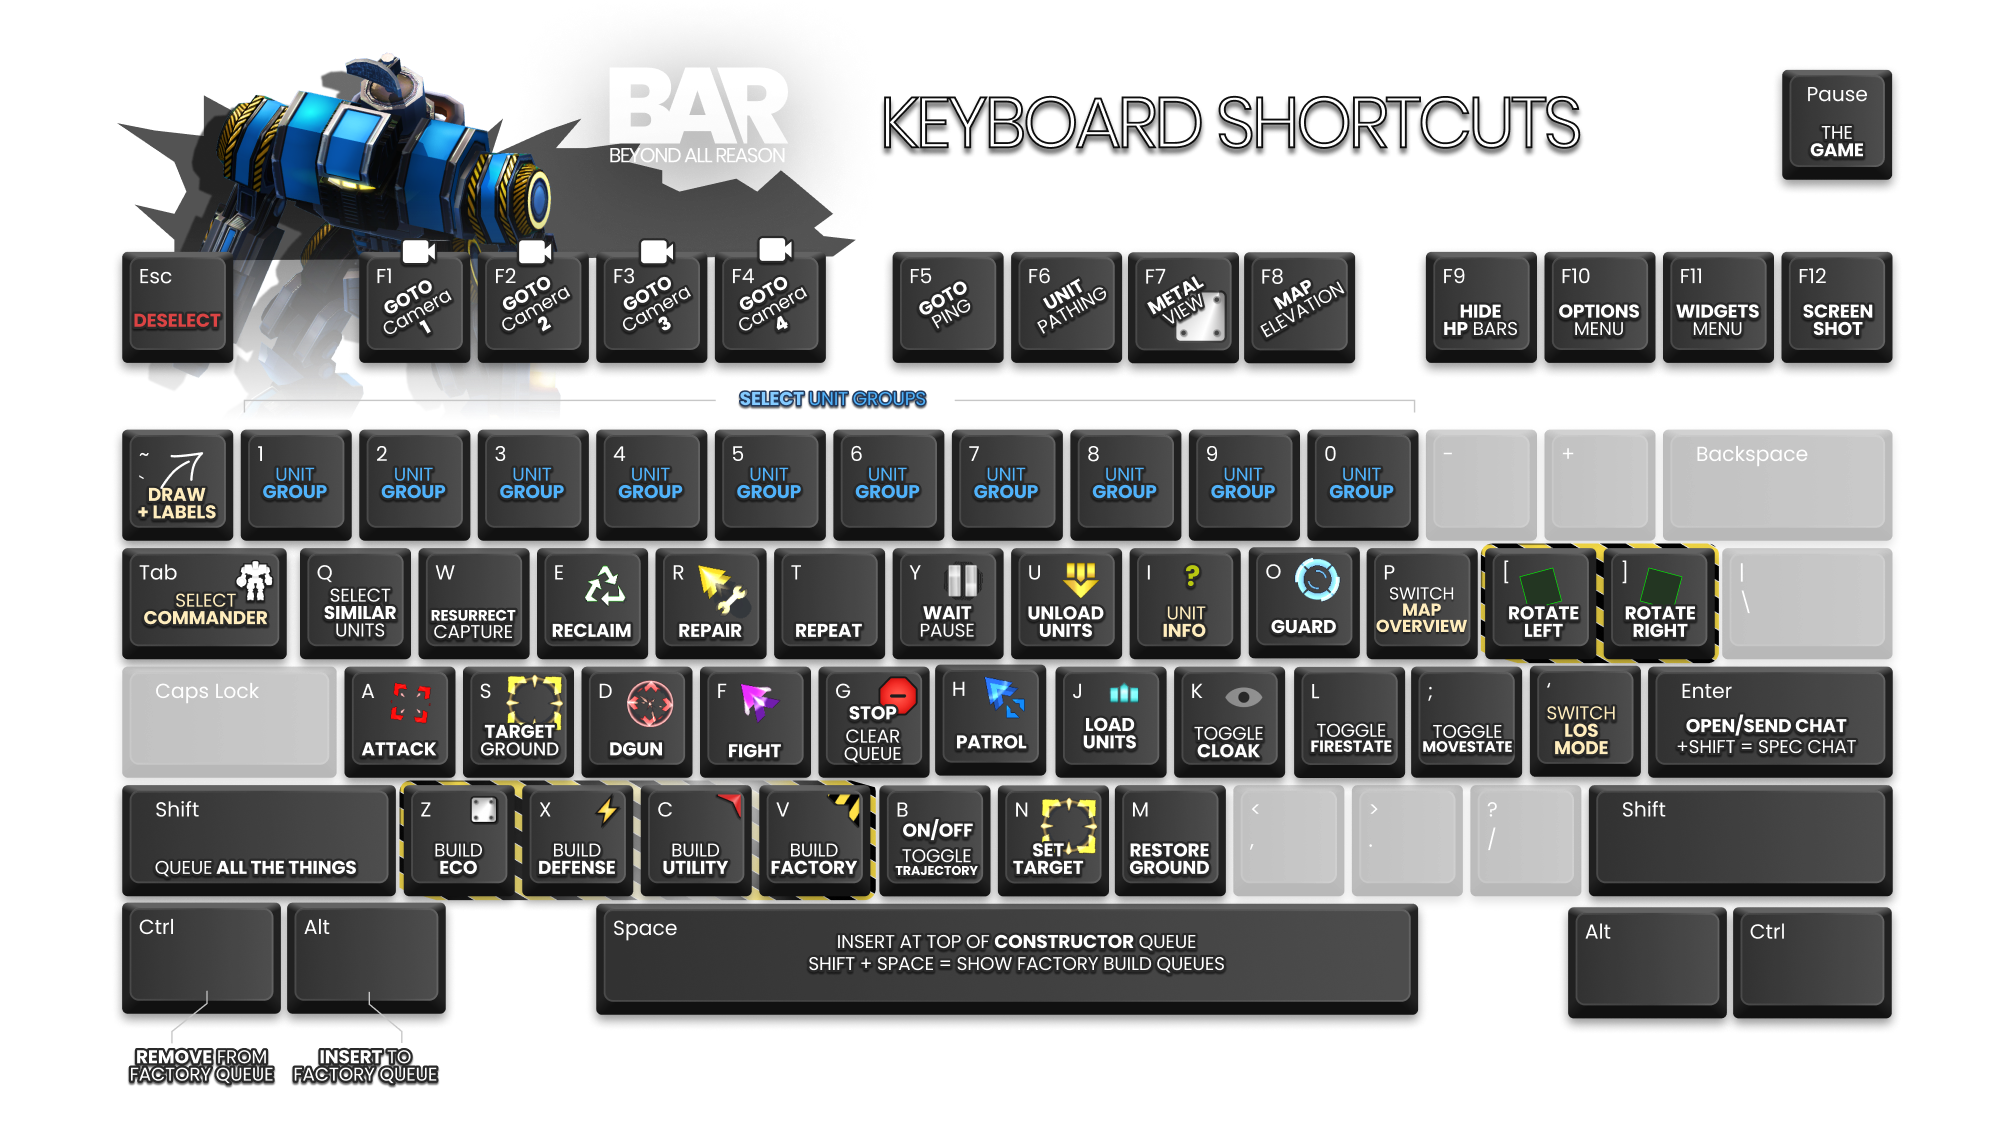 BAR
BEYOND ALL REASON
KEYBOARD SHORTCUTS
Pause
THE
GAME
Esc
DESELECT
F1
GOTO
Camera
1
F2
GOTO
Camera
2
F3
GOTO
Camera
3
F4
GOTO
Camera
4
F5
GOTO
PING
F6
UNIT
PATHING
F7
METAL
VIEW
F8
MAP
ELEVATION
F9
HIDE
HP BARS
F10
OPTIONS
MENU
F11
WIDGETS
MENU
F12
SCREEN
SHOT
SELECT UNIT GROUPS
~
`
DRAW
+ LABELS
1
UNIT
GROUP
2
UNIT
GROUP
3
UNIT
GROUP
4
UNIT
GROUP
5
UNIT
GROUP
6
UNIT
GROUP
7
UNIT
GROUP
8
UNIT
GROUP
9
UNIT
GROUP
0
UNIT
GROUP
-
+
Backspace
Tab
SELECT
COMMANDER
Q
SELECT
SIMILAR
UNITS
W
RESURRECT
CAPTURE
E
RECLAIM
R
REPAIR
T
REPEAT
Y
WAIT
PAUSE
U
UNLOAD
UNITS
I
?
UNIT
INFO
O
GUARD
P
SWITCH
MAP
OVERVIEW
[
ROTATE
LEFT
]
ROTATE
RIGHT
|
\
Caps Lock
A
ATTACK
S
TARGET
GROUND
D
DGUN
F
FIGHT
G
STOP
CLEAR
QUEUE
H
PATROL
J
LOAD
UNITS
K
TOGGLE
CLOAK
L
TOGGLE
FIRESTATE
;
TOGGLE
MOVESTATE
‘
SWITCH
LOS
MODE
Enter
OPEN/SEND CHAT
+SHIFT = SPEC CHAT
Shift
QUEUE ALL THE THINGS
Z
BUILD
ECO
X
BUILD
DEFENSE
C
BUILD
UTILITY
V
BUILD
FACTORY
B
ON/OFF
TOGGLE
TRAJECTORY
N
SET
TARGET
M
RESTORE
GROUND
<
,
>
.
?
/
Shift
Ctrl
Alt
Space
INSERT AT TOP OF CONSTRUCTOR QUEUE
SHIFT + SPACE = SHOW FACTORY BUILD QUEUES
Alt
Ctrl
REMOVE FROM
FACTORY QUEUE
INSERT TO
FACTORY QUEUE